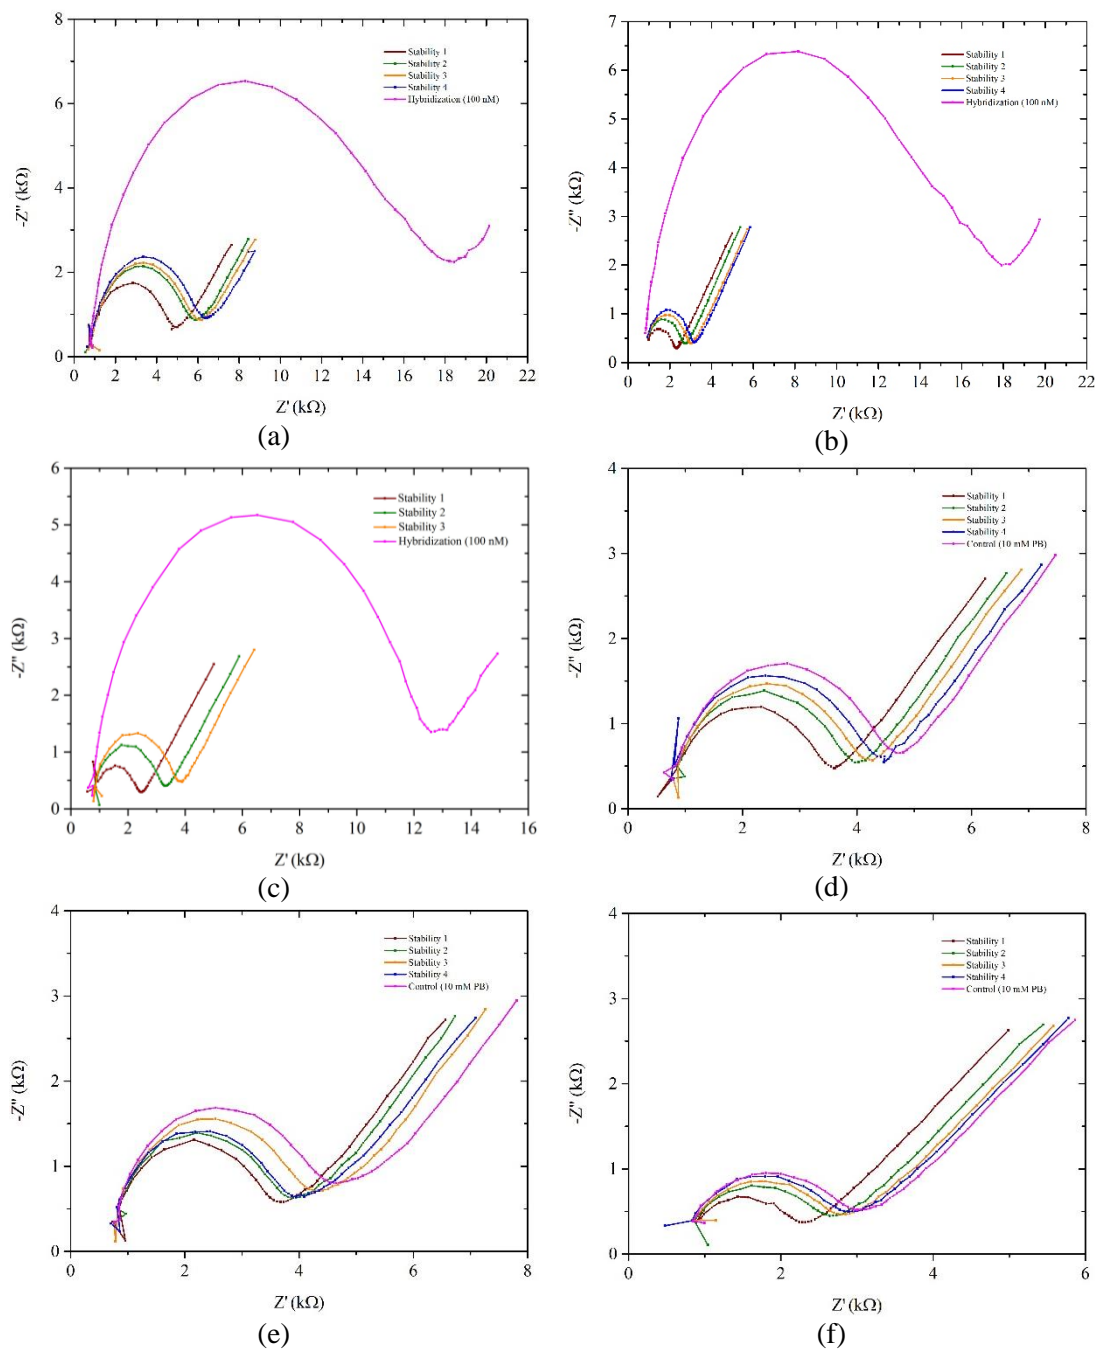 8
6
4
2
0
-Z" (kΩ)
Stability 1
Stability 2
Stability 3
Stability 4
Hybridization (100 nM)
0 2 4 6 8 10 12 14 16 18 20 22
Z' (kΩ)
(a)
7
6
5
4
3
2
1
0
-Z" (kΩ)
Stability 1
Stability 2
Stability 3
Stability 4
Hybridization (100 nM)
0 2 4 6 8 10 12 14 16 18 20 22
Z' (kΩ)
(b)
6
5
4
3
2
1
0
-Z" (kΩ)
Stability 1
Stability 2
Stability 3
Hybridization (100 nM)
0 2 4 6 8 10 12 14 16
Z' (kΩ)
(c)
4
3
2
1
0
-Z" (kΩ)
Stability 1
Stability 2
Stability 3
Stability 4
Control (10 mM PB)
0 2 4 6 8
Z' (kΩ)
(d)
4
3
2
1
0
-Z" (kΩ)
Stability 1
Stability 2
Stability 3
Stability 4
Control (10 mM PB)
0 2 4 6 8
Z' (kΩ)
(e)
4
3
2
1
0
-Z" (kΩ)
Stability 1
Stability 2
Stability 3
Stability 4
Control (10 mM PB)
0 2 4 6
Z' (kΩ)
(f)